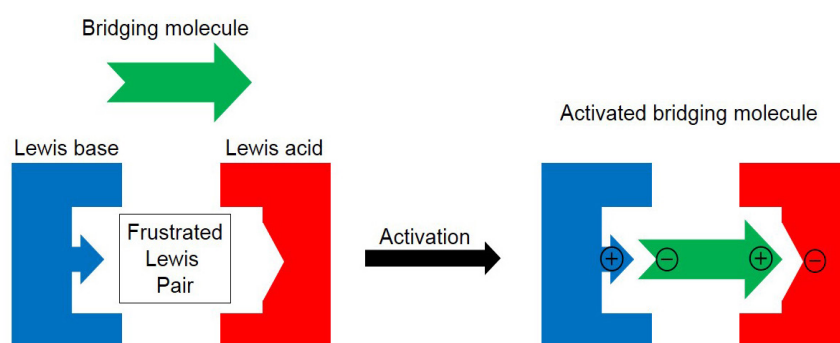 Bridging molecule
Lewis base
Lewis acid
Frustrated
Lewis
Pair
Activation
Activated bridging molecule
+
−
+
−